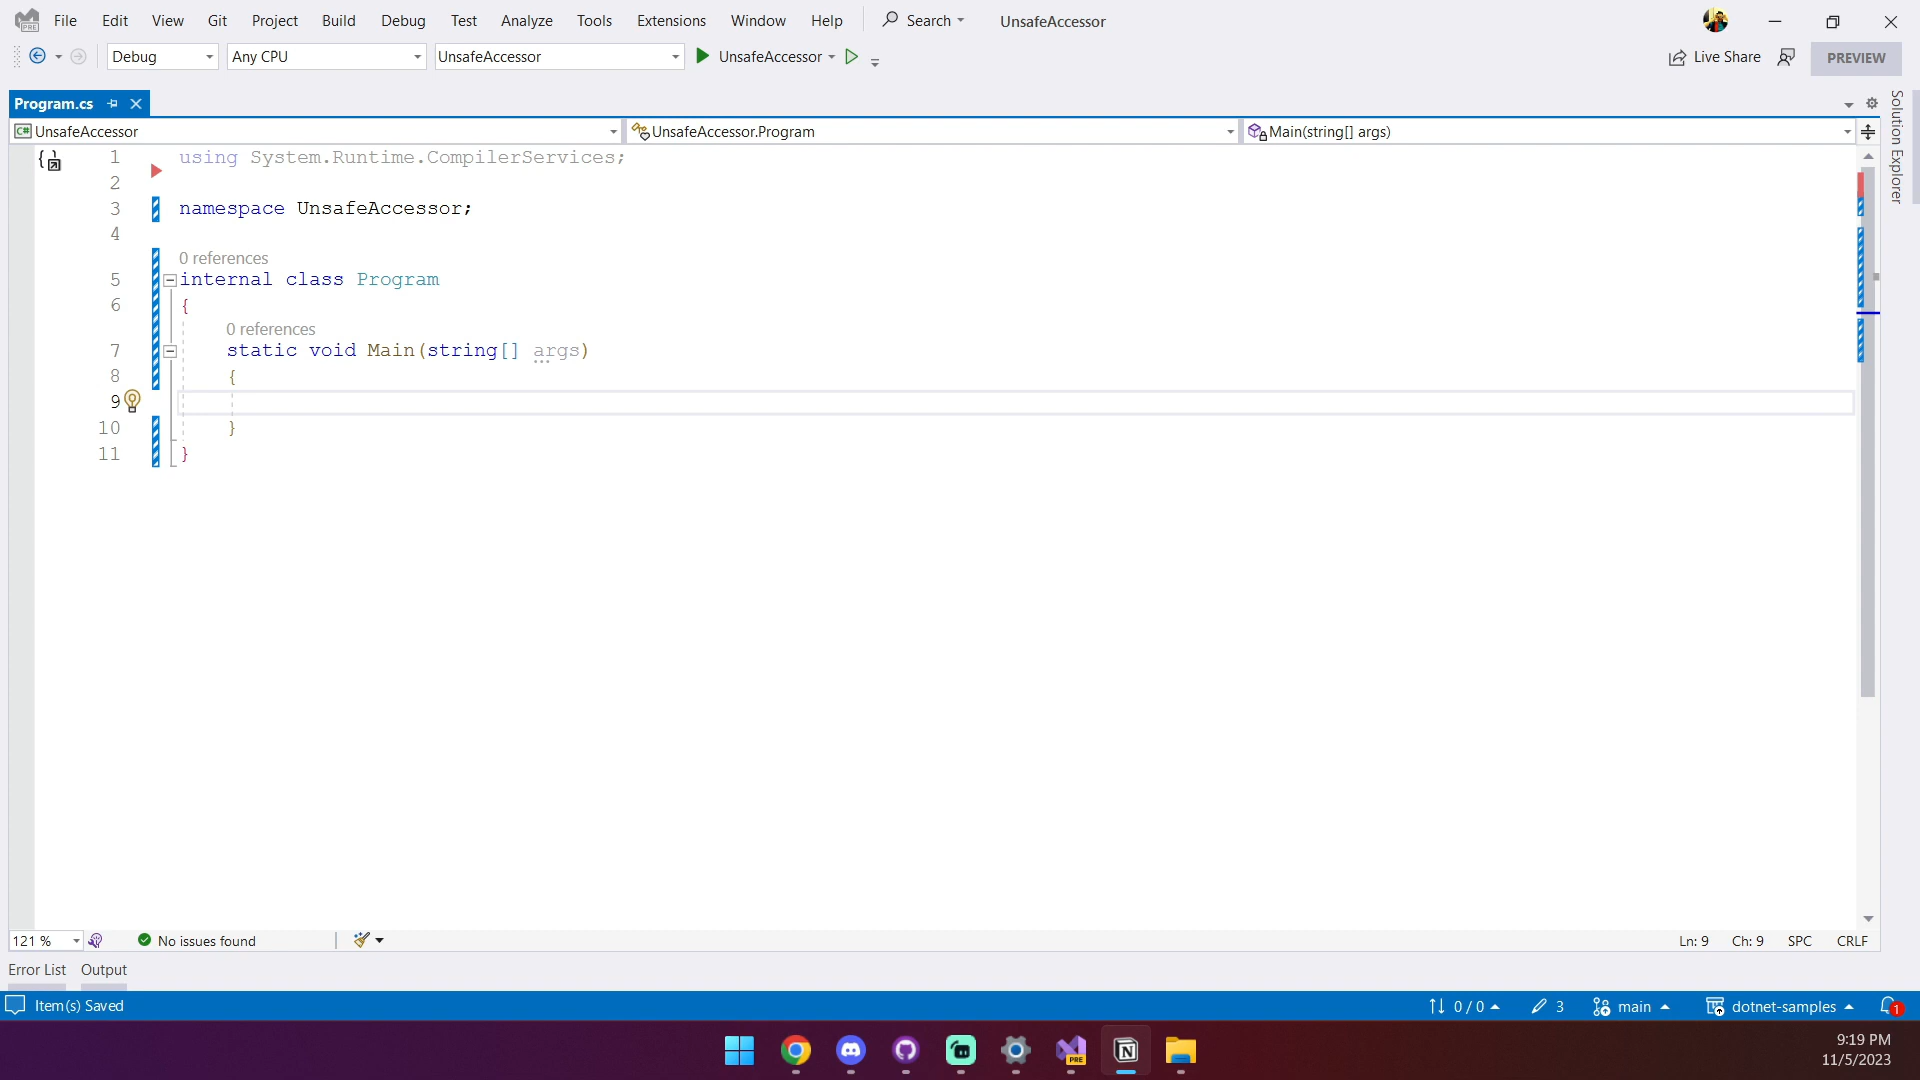 File Edit View Git Project Build Debug Test Analyze Tools Extensions Window Help Search UnsafeAccessor
Debug Any CPU UnsafeAccessor UnsafeAccessor Live Share PREVIEW
Program.cs
UnsafeAccessor UnsafeAccessor.Program Main(string[] args)
Solution Explorer
1 using System.Runtime.CompilerServices;
2
3 namespace UnsafeAccessor;
4
0 references
5 internal class Program
6 {
0 references
7 static void Main(string[] args)
8 {
9
10 }
11 }
121 % No issues found Ln: 9 Ch: 9 SPC CRLF
Error List Output
Item(s) Saved 0 / 0 3 main dotnet-samples 1
PRE
9:19 PM
11/5/2023